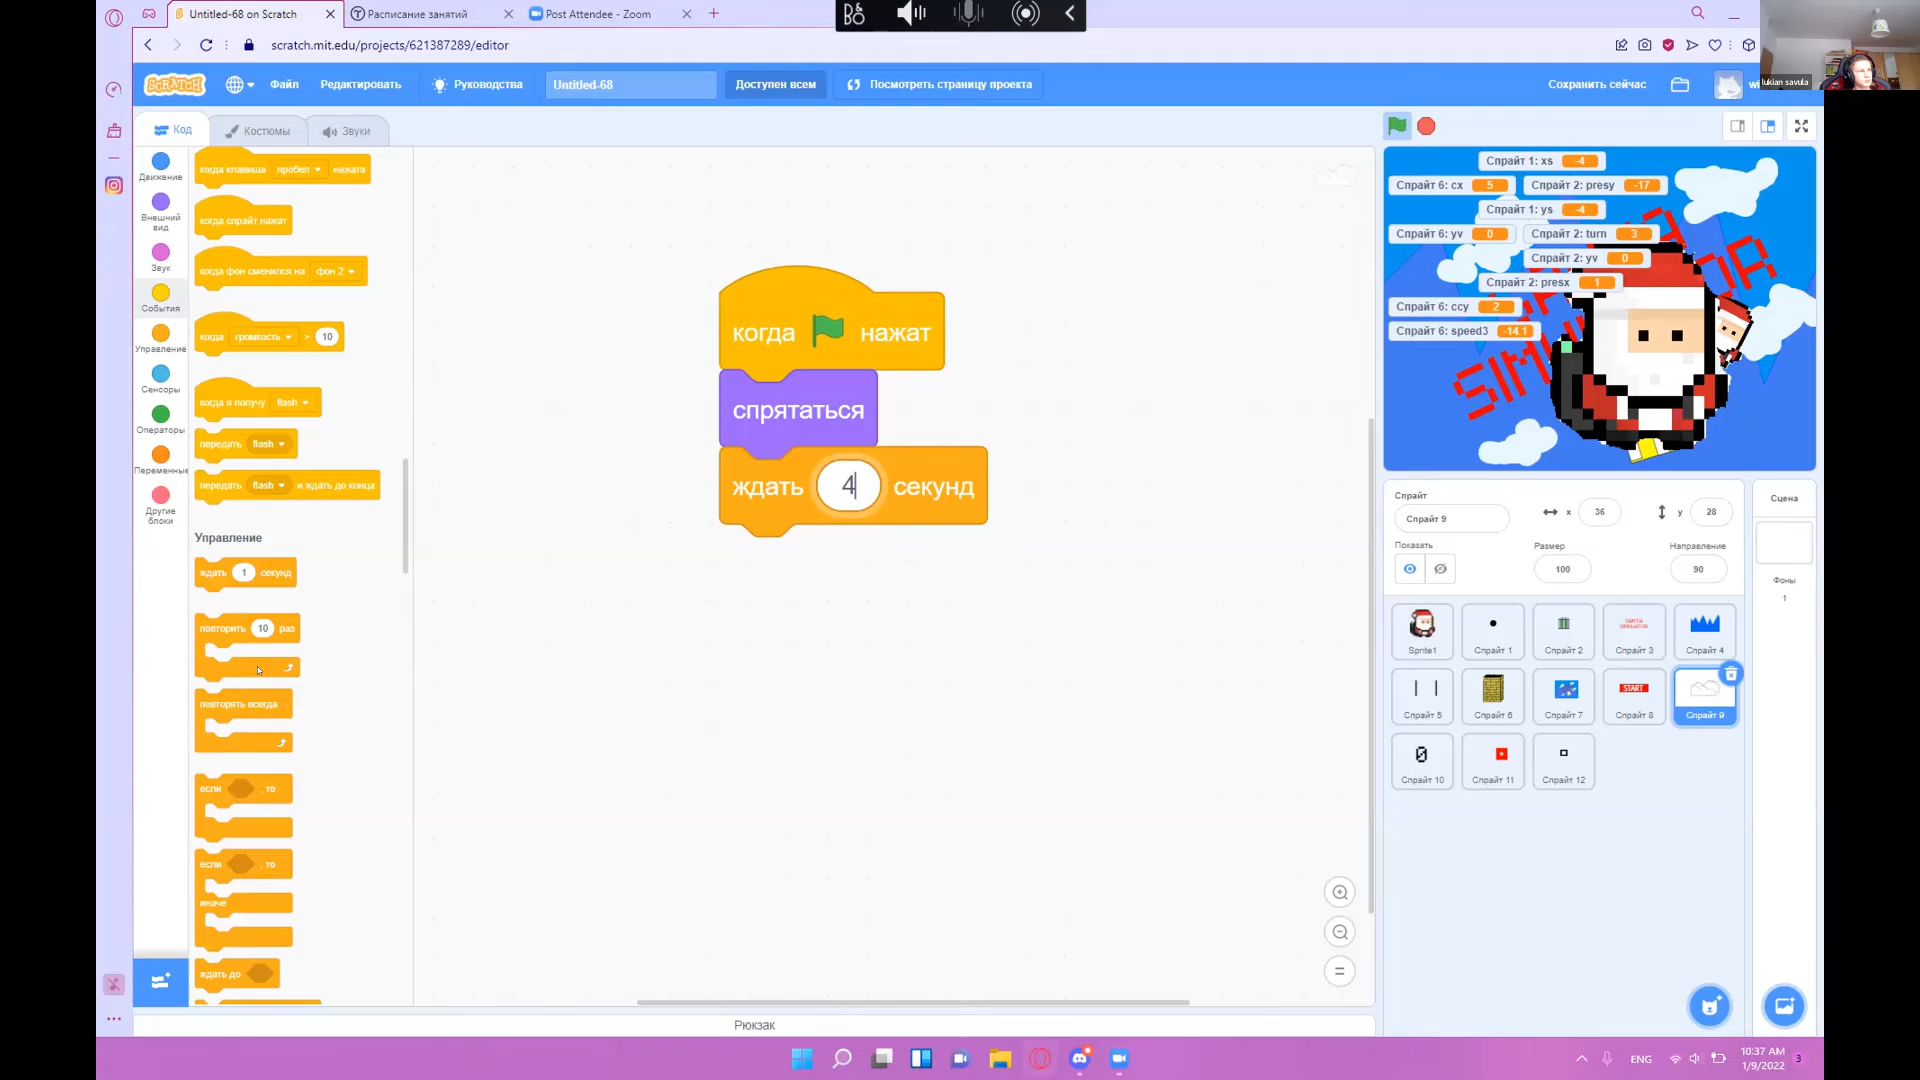 Untitled-68 on Scratch
Расписание занятий
Post Attendee - Zoom
scratch.mit.edu/projects/621387289/editor
lukian savula
SCRATCH
Файл
Редактировать
Руководства
Untitled-68
Доступен всем
Посмотреть страницу проекта
Сохранить сейчас
Код
Костюмы
Звуки
Движение
Внешний вид
Звук
События
Управление
Сенсоры
Операторы
Переменные
Другие блоки
когда клавиша пробел нажата
когда спрайт нажат
когда фон сменился на фон 2
когда громкость > 10
когда я получу flash
передать flash
передать flash и ждать до конца
Управление
ждать 1 секунд
повторить 10 раз
повторять всегда
если , то
если , то
иначе
ждать до
когда нажат
спрятаться
ждать 4 секунд
Рюкзак
Спрайт 1: xs -4
Спрайт 6: cx 5
Спрайт 2: presy -17
Спрайт 1: ys -4
Спрайт 6: yv 0
Спрайт 2: turn 3
Спрайт 2: yv 0
Спрайт 2: presx 1
Спрайт 6: ccy 2
Спрайт 6: speed3 -14.1
Спрайт
Спрайт 9
x 36
y 28
Показать
Размер
100
Направление
90
Сцена
Фоны
1
Sprite1
Спрайт 1
Спрайт 2
SANTA SIMULATOR
Спрайт 3
Спрайт 4
Спрайт 5
Спрайт 6
Спрайт 7
START
Спрайт 8
Спрайт 9
0
Спрайт 10
Спрайт 11
Спрайт 12
ENG
10:37 AM
1/9/2022
3